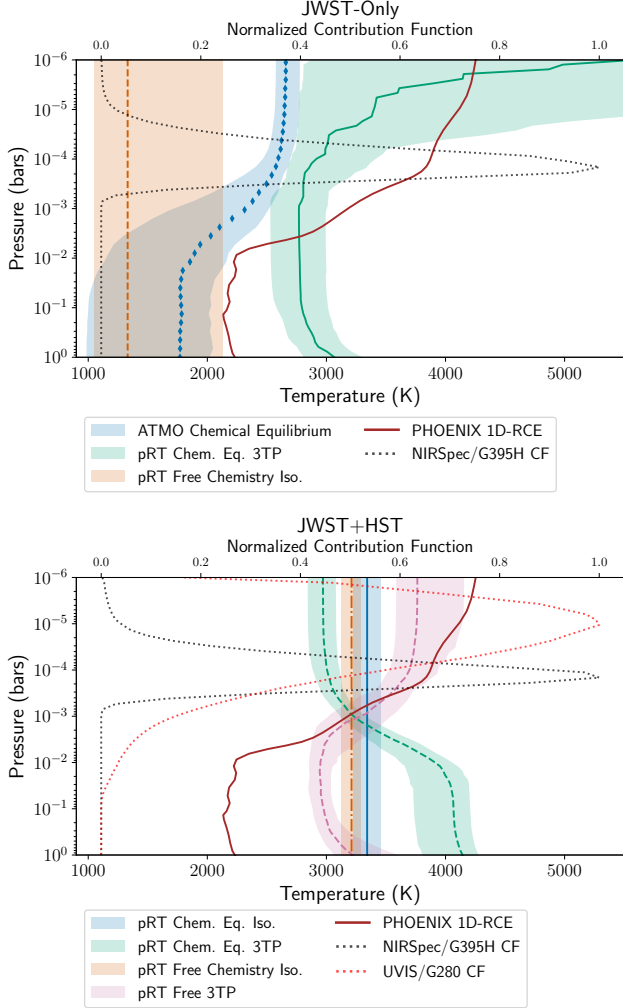 JWST-Only
Normalized Contribution Function
0.0 0.2 0.4 0.6 0.8 1.0
10⁻⁶
10⁻⁵
10⁻⁴
10⁻³
10⁻²
10⁻¹
10⁰
Pressure (bars)
1000 2000 3000 4000 5000
Temperature (K)
ATMO Chemical Equilibrium
pRT Chem. Eq. 3TP
pRT Free Chemistry Iso.
PHOENIX 1D-RCE
NIRSpec/G395H CF
JWST+HST
Normalized Contribution Function
0.0 0.2 0.4 0.6 0.8 1.0
10⁻⁶
10⁻⁵
10⁻⁴
10⁻³
10⁻²
10⁻¹
10⁰
Pressure (bars)
1000 2000 3000 4000 5000
Temperature (K)
pRT Chem. Eq. Iso.
pRT Chem. Eq. 3TP
pRT Free Chemistry Iso.
pRT Free 3TP
PHOENIX 1D-RCE
NIRSpec/G395H CF
UVIS/G280 CF